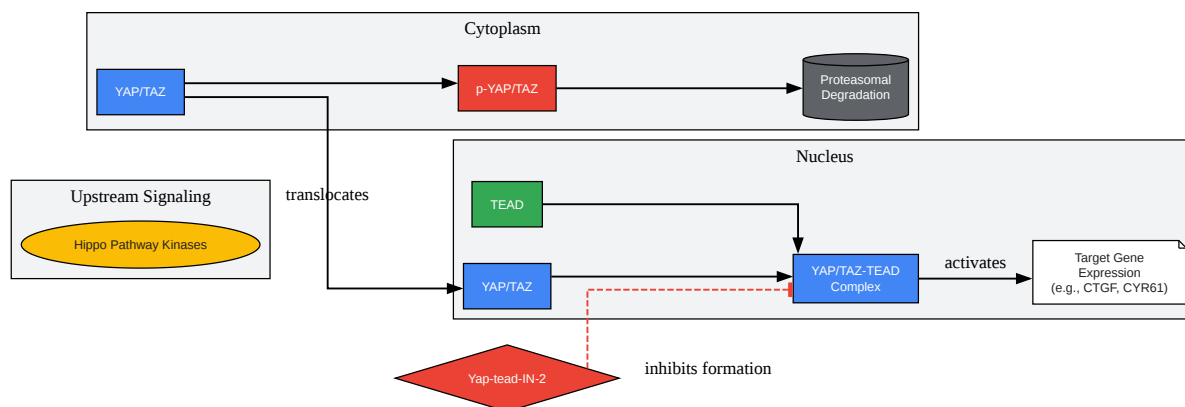 Cytoplasm
YAP/TAZ
p-YAP/TAZ
Proteasomal
Degradation
Nucleus
Upstream Signaling
translocates
TEAD
Hippo Pathway Kinases
YAP/TAZ
YAP/TAZ-TEAD
Complex
activates
Target Gene
Expression
(e.g., CTGF, CYR61)
Yap-tead-IN-2
inhibits formation